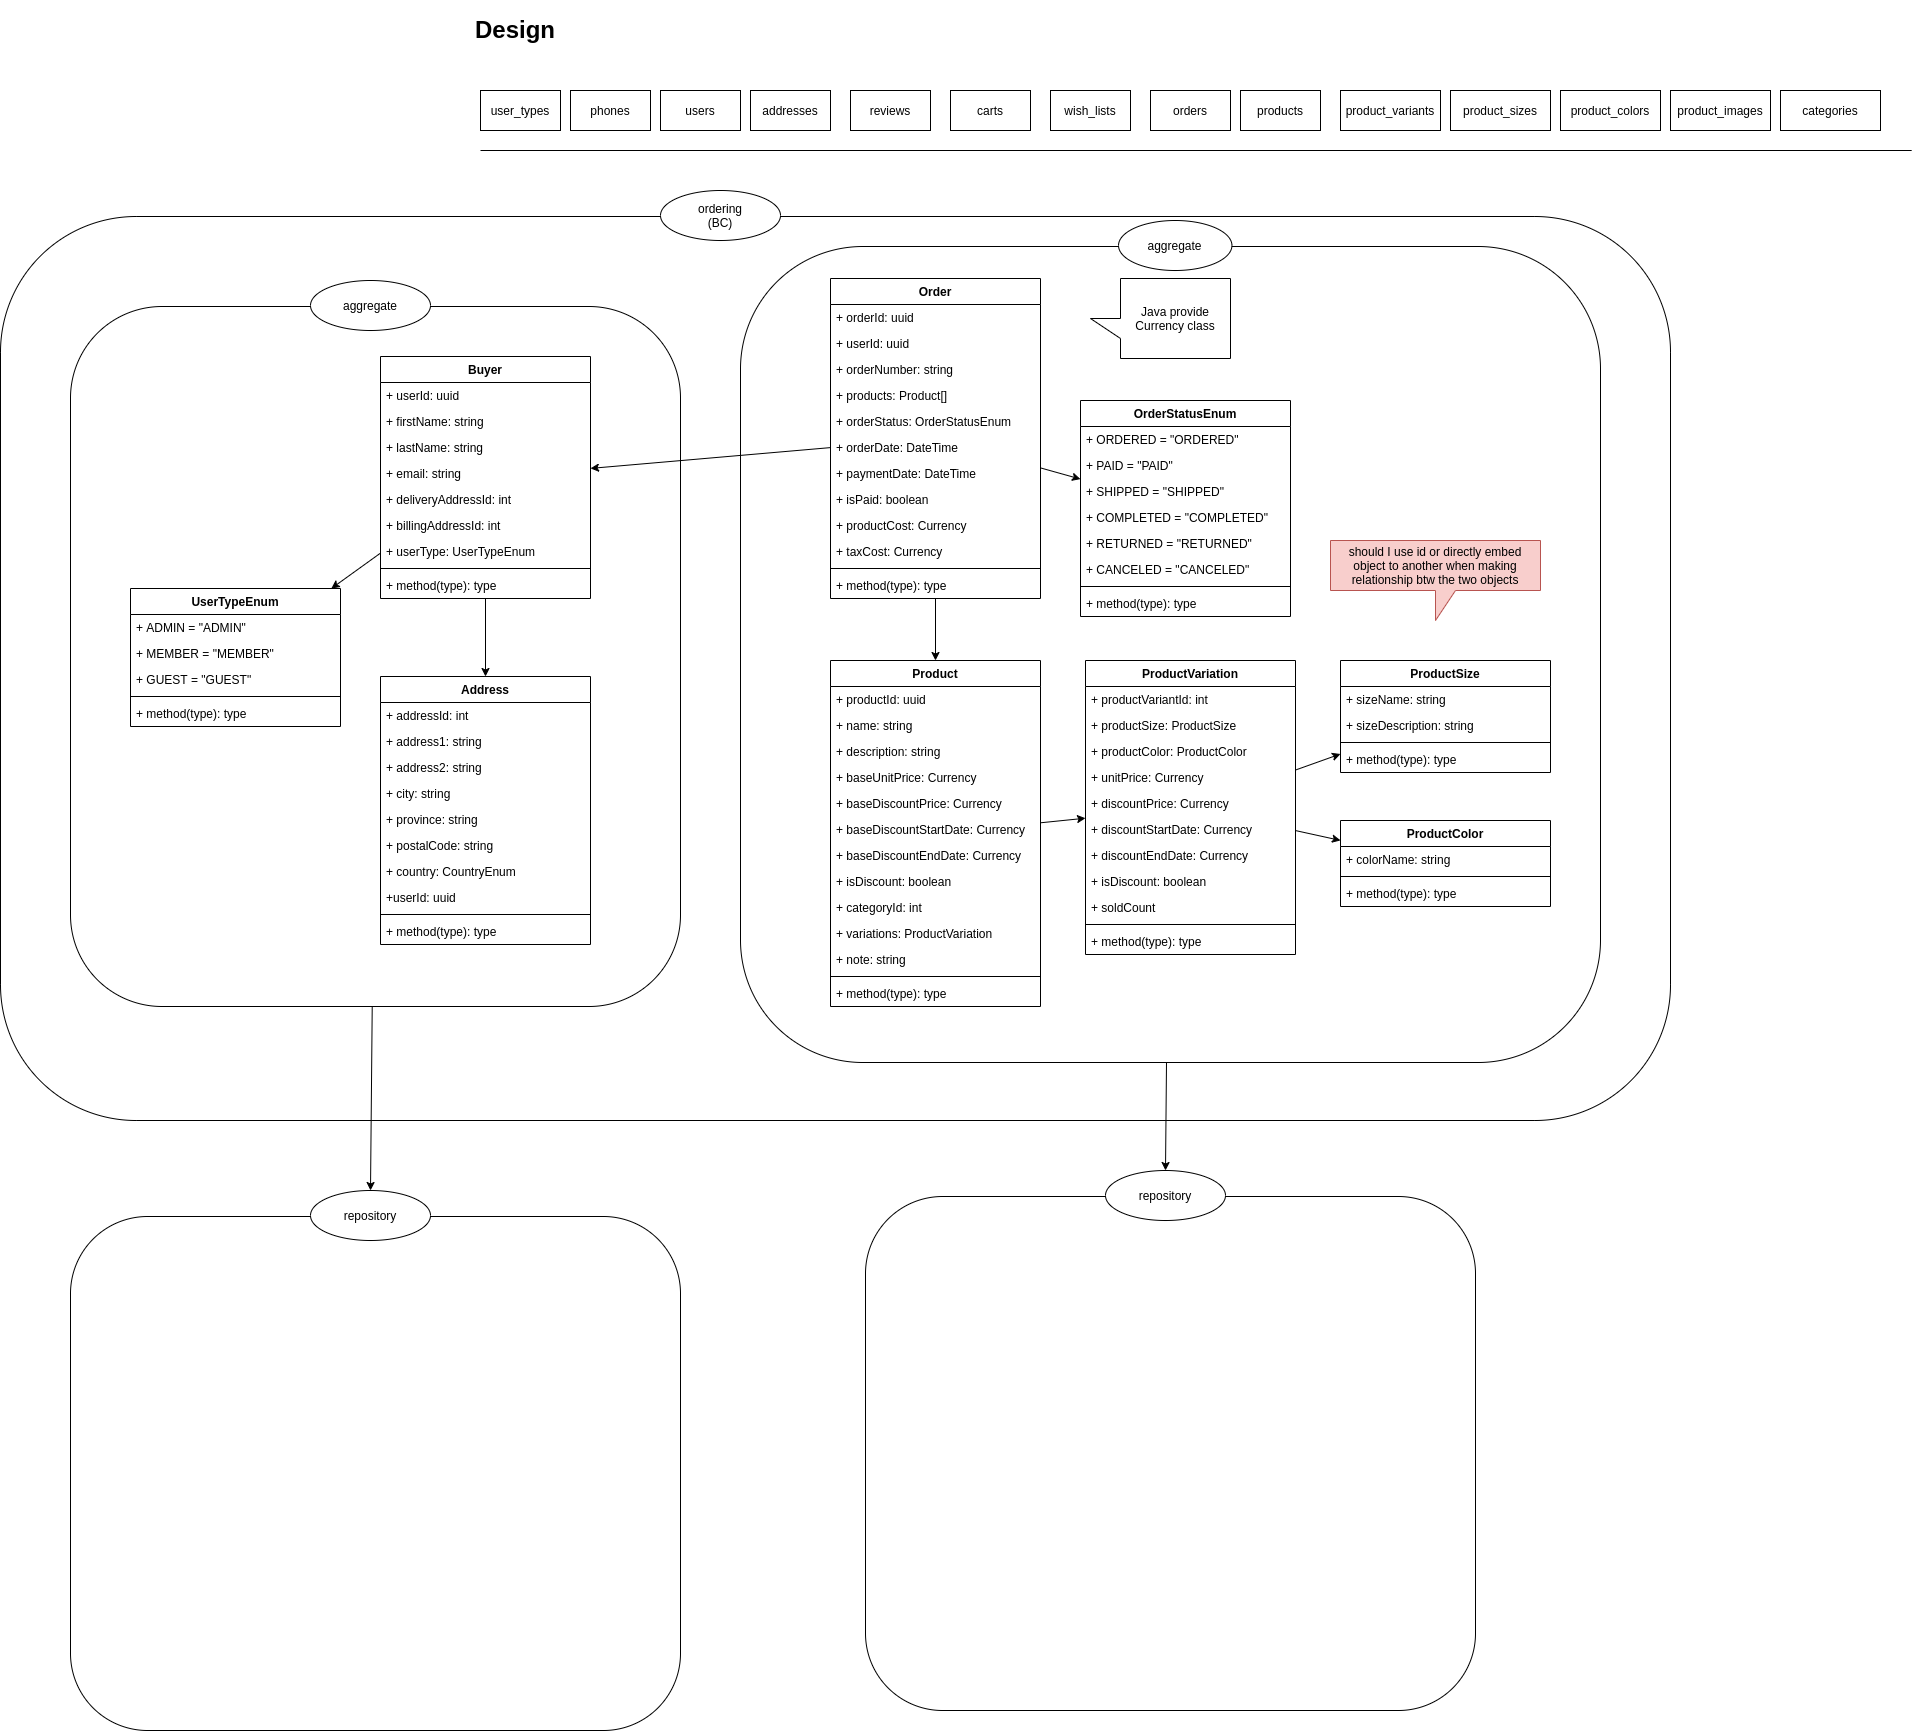 Design
user_types
phones
users
addresses
reviews
carts
wish_lists
orders
products
product_variants
product_sizes
product_colors
product_images
categories
ordering
(BC)
aggregate
Buyer
+ userId: uuid
+ firstName: string
+ lastName: string
+ email: string
+ deliveryAddressId: int
+ billingAddressId: int
+ userType: UserTypeEnum
+ method(type): type
UserTypeEnum
+ ADMIN = "ADMIN"
+ MEMBER = "MEMBER"
+ GUEST = "GUEST"
+ method(type): type
Address
+ addressId: int
+ address1: string
+ address2: string
+ city: string
+ province: string
+ postalCode: string
+ country: CountryEnum
+userId: uuid
+ method(type): type
aggregate
Order
+ orderId: uuid
+ userId: uuid
+ orderNumber: string
+ products: Product[]
+ orderStatus: OrderStatusEnum
+ orderDate: DateTime
+ paymentDate: DateTime
+ isPaid: boolean
+ productCost: Currency
+ taxCost: Currency
+ method(type): type
Java provide
Currency class
OrderStatusEnum
+ ORDERED = "ORDERED"
+ PAID = "PAID"
+ SHIPPED = "SHIPPED"
+ COMPLETED = "COMPLETED"
+ RETURNED = "RETURNED"
+ CANCELED = "CANCELED"
+ method(type): type
should I use id or directly embed
object to another when making
relationship btw the two objects
Product
+ productId: uuid
+ name: string
+ description: string
+ baseUnitPrice: Currency
+ baseDiscountPrice: Currency
+ baseDiscountStartDate: Currency
+ baseDiscountEndDate: Currency
+ isDiscount: boolean
+ categoryId: int
+ variations: ProductVariation
+ note: string
+ method(type): type
ProductVariation
+ productVariantId: int
+ productSize: ProductSize
+ productColor: ProductColor
+ unitPrice: Currency
+ discountPrice: Currency
+ discountStartDate: Currency
+ discountEndDate: Currency
+ isDiscount: boolean
+ soldCount
+ method(type): type
ProductSize
+ sizeName: string
+ sizeDescription: string
+ method(type): type
ProductColor
+ colorName: string
+ method(type): type
repository
repository